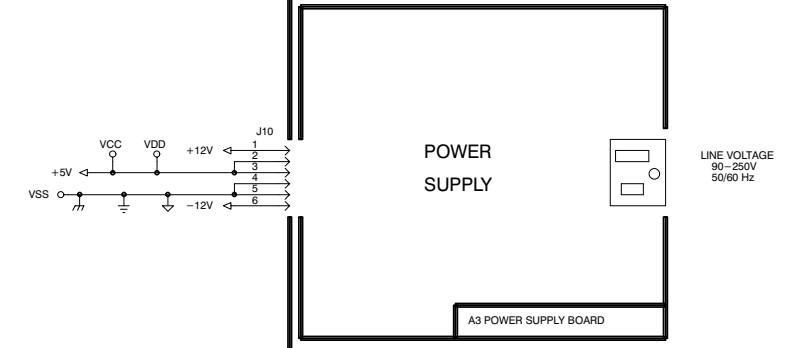 J10
VCC VDD +12V 1
2
+5V 3
4
VSS 5
−12V 6
POWER
SUPPLY
LINE VOLTAGE
90−250V
50/60 Hz
A3 POWER SUPPLY BOARD